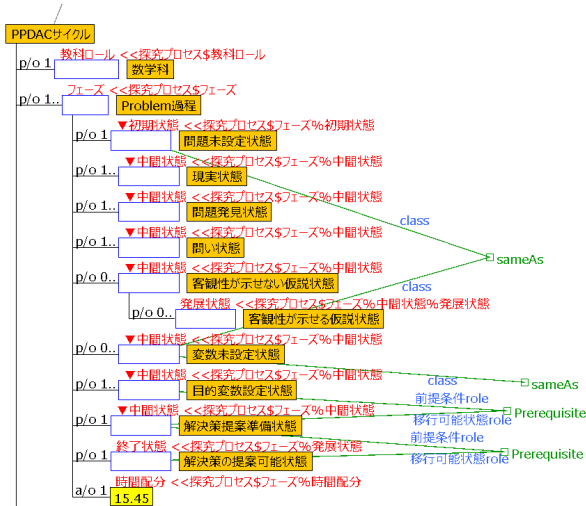 PPDACサイクル
教科ロール <<探究プロセス$教科ロール
p/o 1 数学科
フェーズ <<探究プロセス$フェーズ
p/o 1.. Problem過程
▼初期状態 <<探究プロセス$フェーズ%初期状態
p/o 1 問題未設定状態
▼中間状態 <<探究プロセス$フェーズ%中間状態
p/o 1.. 現実状態
▼中間状態 <<探究プロセス$フェーズ%中間状態
p/o 1.. 問題発見状態
class
▼中間状態 <<探究プロセス$フェーズ%中間状態
p/o 1.. 問い状態
sameAs
▼中間状態 <<探究プロセス$フェーズ%中間状態
p/o 0.. 客観性が示せない仮説状態
class
発展状態 <<探究プロセス$フェーズ%中間状態%発展状態
p/o 0.. 客観性が示せる仮説状態
▼中間状態 <<探究プロセス$フェーズ%中間状態
p/o 0.. 変数未設定状態
▼中間状態 <<探究プロセス$フェーズ%中間状態
class
sameAs
p/o 1.. 目的変数設定状態
前提条件role
▼中間状態 <<探究プロセス$フェーズ%中間状態
Prerequisite
移行可能状態role
p/o 1 解決策提案準備状態
前提条件role
終了状態 <<探究プロセス$フェーズ%発展状態
Prerequisite
p/o 1 解決策の提案可能状態
移行可能状態role
時間配分 <<探究プロセス$フェーズ%時間配分
a/o 1 15.45